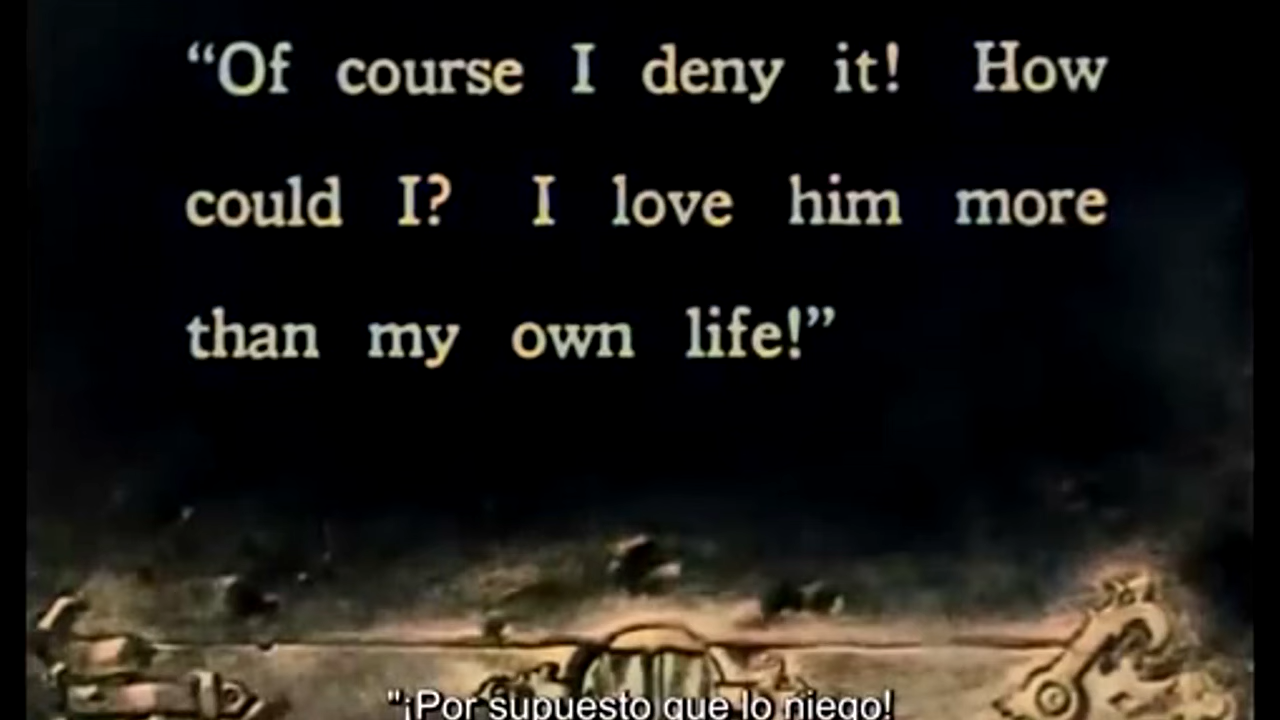 “Of course I deny it! How
could I? I love him more
than my own life!”
"¡Por supuesto que lo niego!